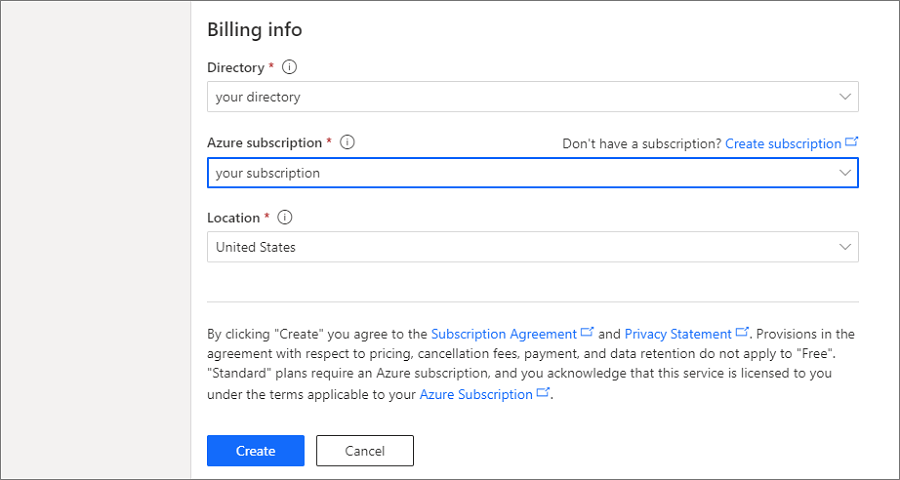 Billing info
Directory *
your directory
Azure subscription *
Don't have a subscription? Create subscription
your subscription
Location *
United States
By clicking "Create" you agree to the Subscription Agreement and Privacy Statement. Provisions in the
agreement with respect to pricing, cancellation fees, payment, and data retention do not apply to "Free".
"Standard" plans require an Azure subscription, and you acknowledge that this service is licensed to you
under the terms applicable to your Azure Subscription.
Create
Cancel